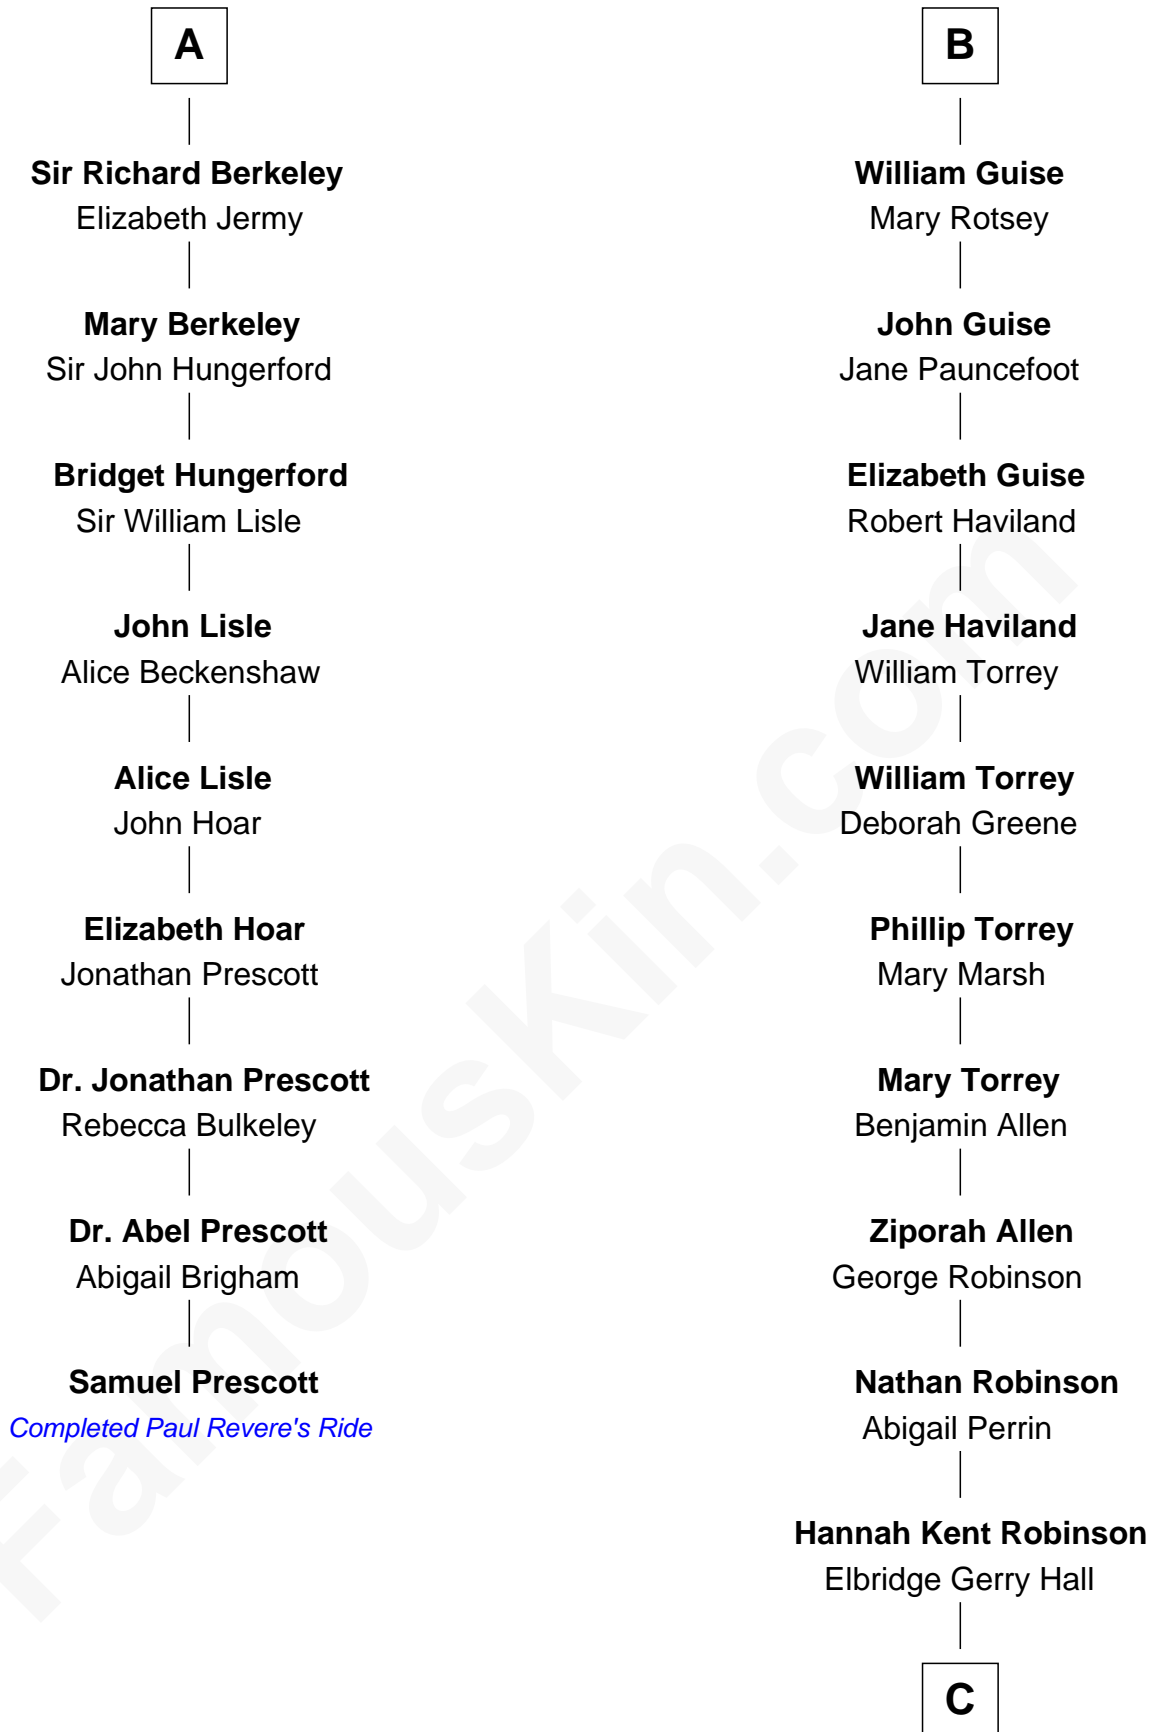 A
Sir Richard Berkeley
Elizabeth Jermy
Mary Berkeley
Sir John Hungerford
Bridget Hungerford
Sir William Lisle
John Lisle
Alice Beckenshaw
Alice Lisle
John Hoar
Elizabeth Hoar
Jonathan Prescott
Dr. Jonathan Prescott
Rebecca Bulkeley
Dr. Abel Prescott
Abigail Brigham
Samuel Prescott
Completed Paul Revere's Ride
B
William Guise
Mary Rotsey
John Guise
Jane Pauncefoot
Elizabeth Guise
Robert Haviland
Jane Haviland
William Torrey
William Torrey
Deborah Greene
Phillip Torrey
Mary Marsh
Mary Torrey
Benjamin Allen
Ziporah Allen
George Robinson
Nathan Robinson
Abigail Perrin
Hannah Kent Robinson
Elbridge Gerry Hall
C
FamousKin.com